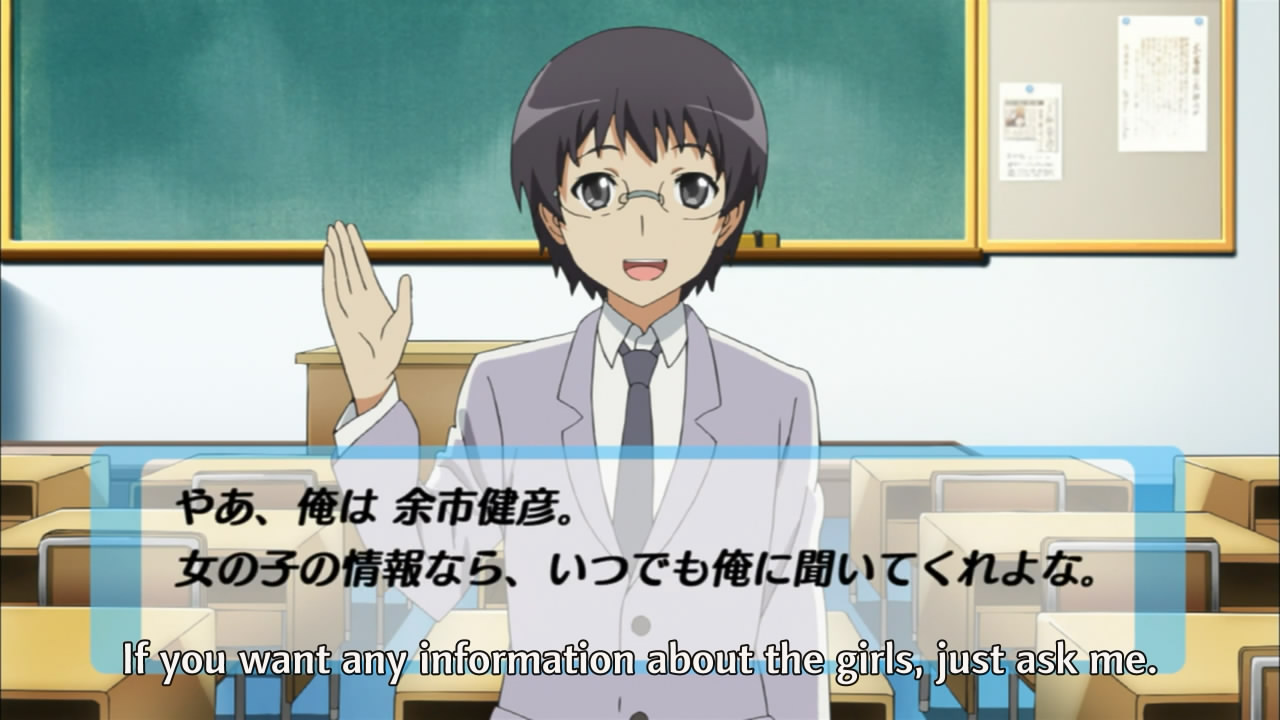 やあ、俺は 余市健彦。
女の子の情報なら、いつでも俺に聞いてくれよな。
If you want any information about the girls, just ask me.